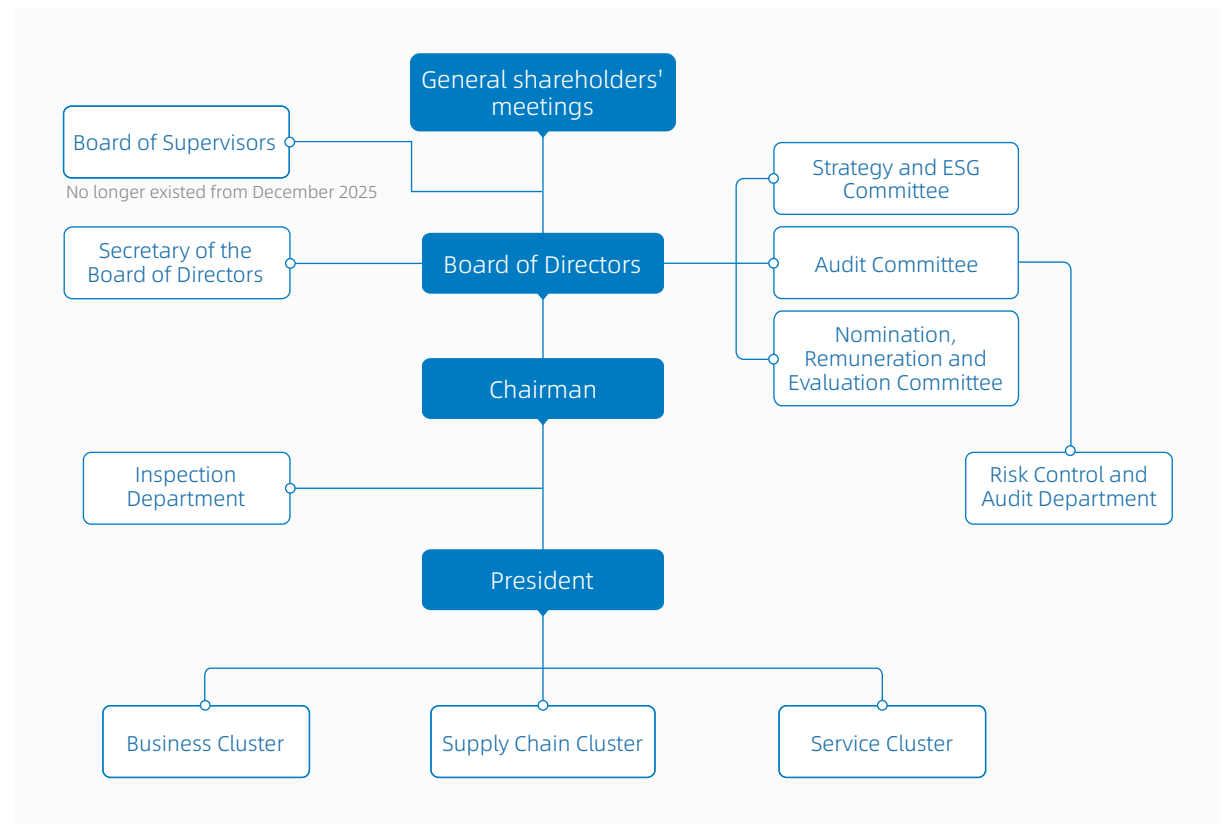 General shareholders'
meetings
Board of Supervisors
No longer existed from December 2025
Strategy and ESG
Committee
Secretary of the
Board of Directors
Board of Directors
Audit Committee
Nomination,
Remuneration and
Evaluation Committee
Chairman
Inspection
Department
Risk Control and
Audit Department
President
Business Cluster
Supply Chain Cluster
Service Cluster